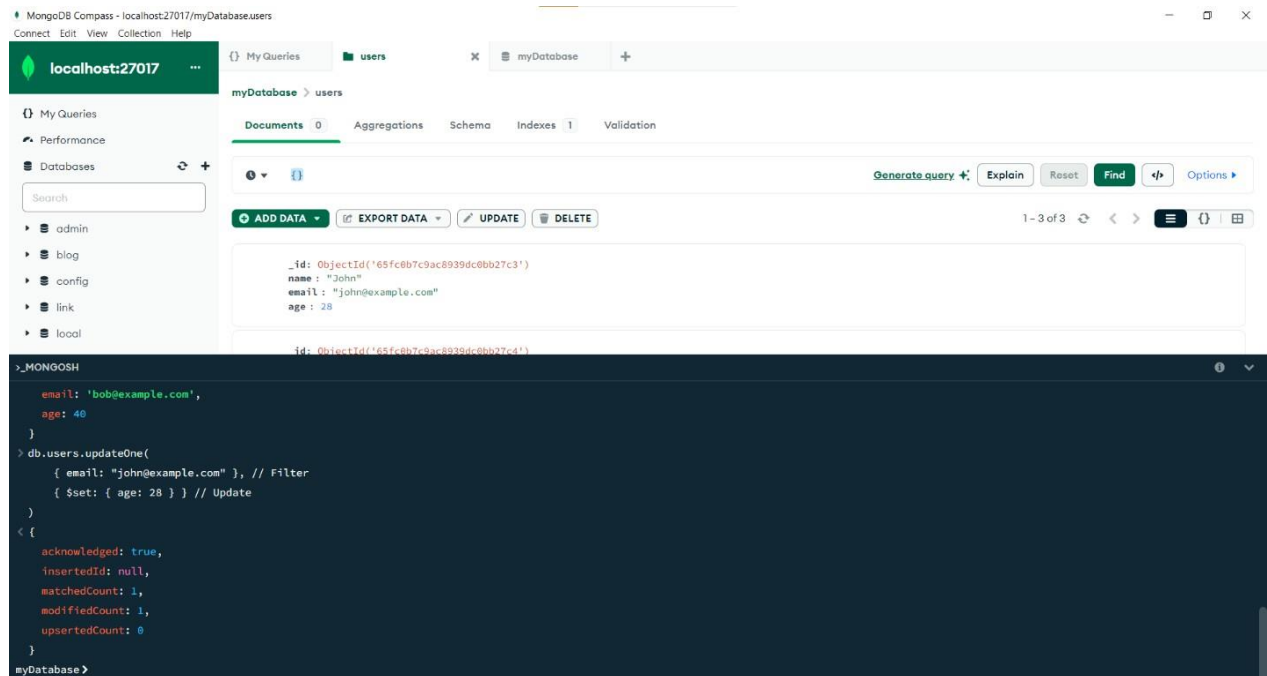 MongoDB Compass - localhost:27017/myDatabase.users
Connect Edit View Collection Help
localhost:27017 ...
{} My Queries
Performance
Databases
Search
admin
blog
config
link
local
{} My Queries users myDatabase +
myDatabase > users
Documents 0 Aggregations Schema Indexes 1 Validation
{} Generate query Explain Reset Find </> Options
ADD DATA EXPORT DATA UPDATE DELETE 1 - 3 of 3 {}
_id: ObjectId('65fc0b7c9ac8939dc0bb27c3')
name : "John"
email : "john@example.com"
age : 28
_id: ObjectId('65fc0b7c9ac8939dc0bb27c4')
>_MONGOSH
email: 'bob@example.com',
age: 40
}
> db.users.updateOne(
{ email: "john@example.com" }, // Filter
{ $set: { age: 28 } } // Update
)
< {
acknowledged: true,
insertedId: null,
matchedCount: 1,
modifiedCount: 1,
upsertedCount: 0
}
myDatabase>